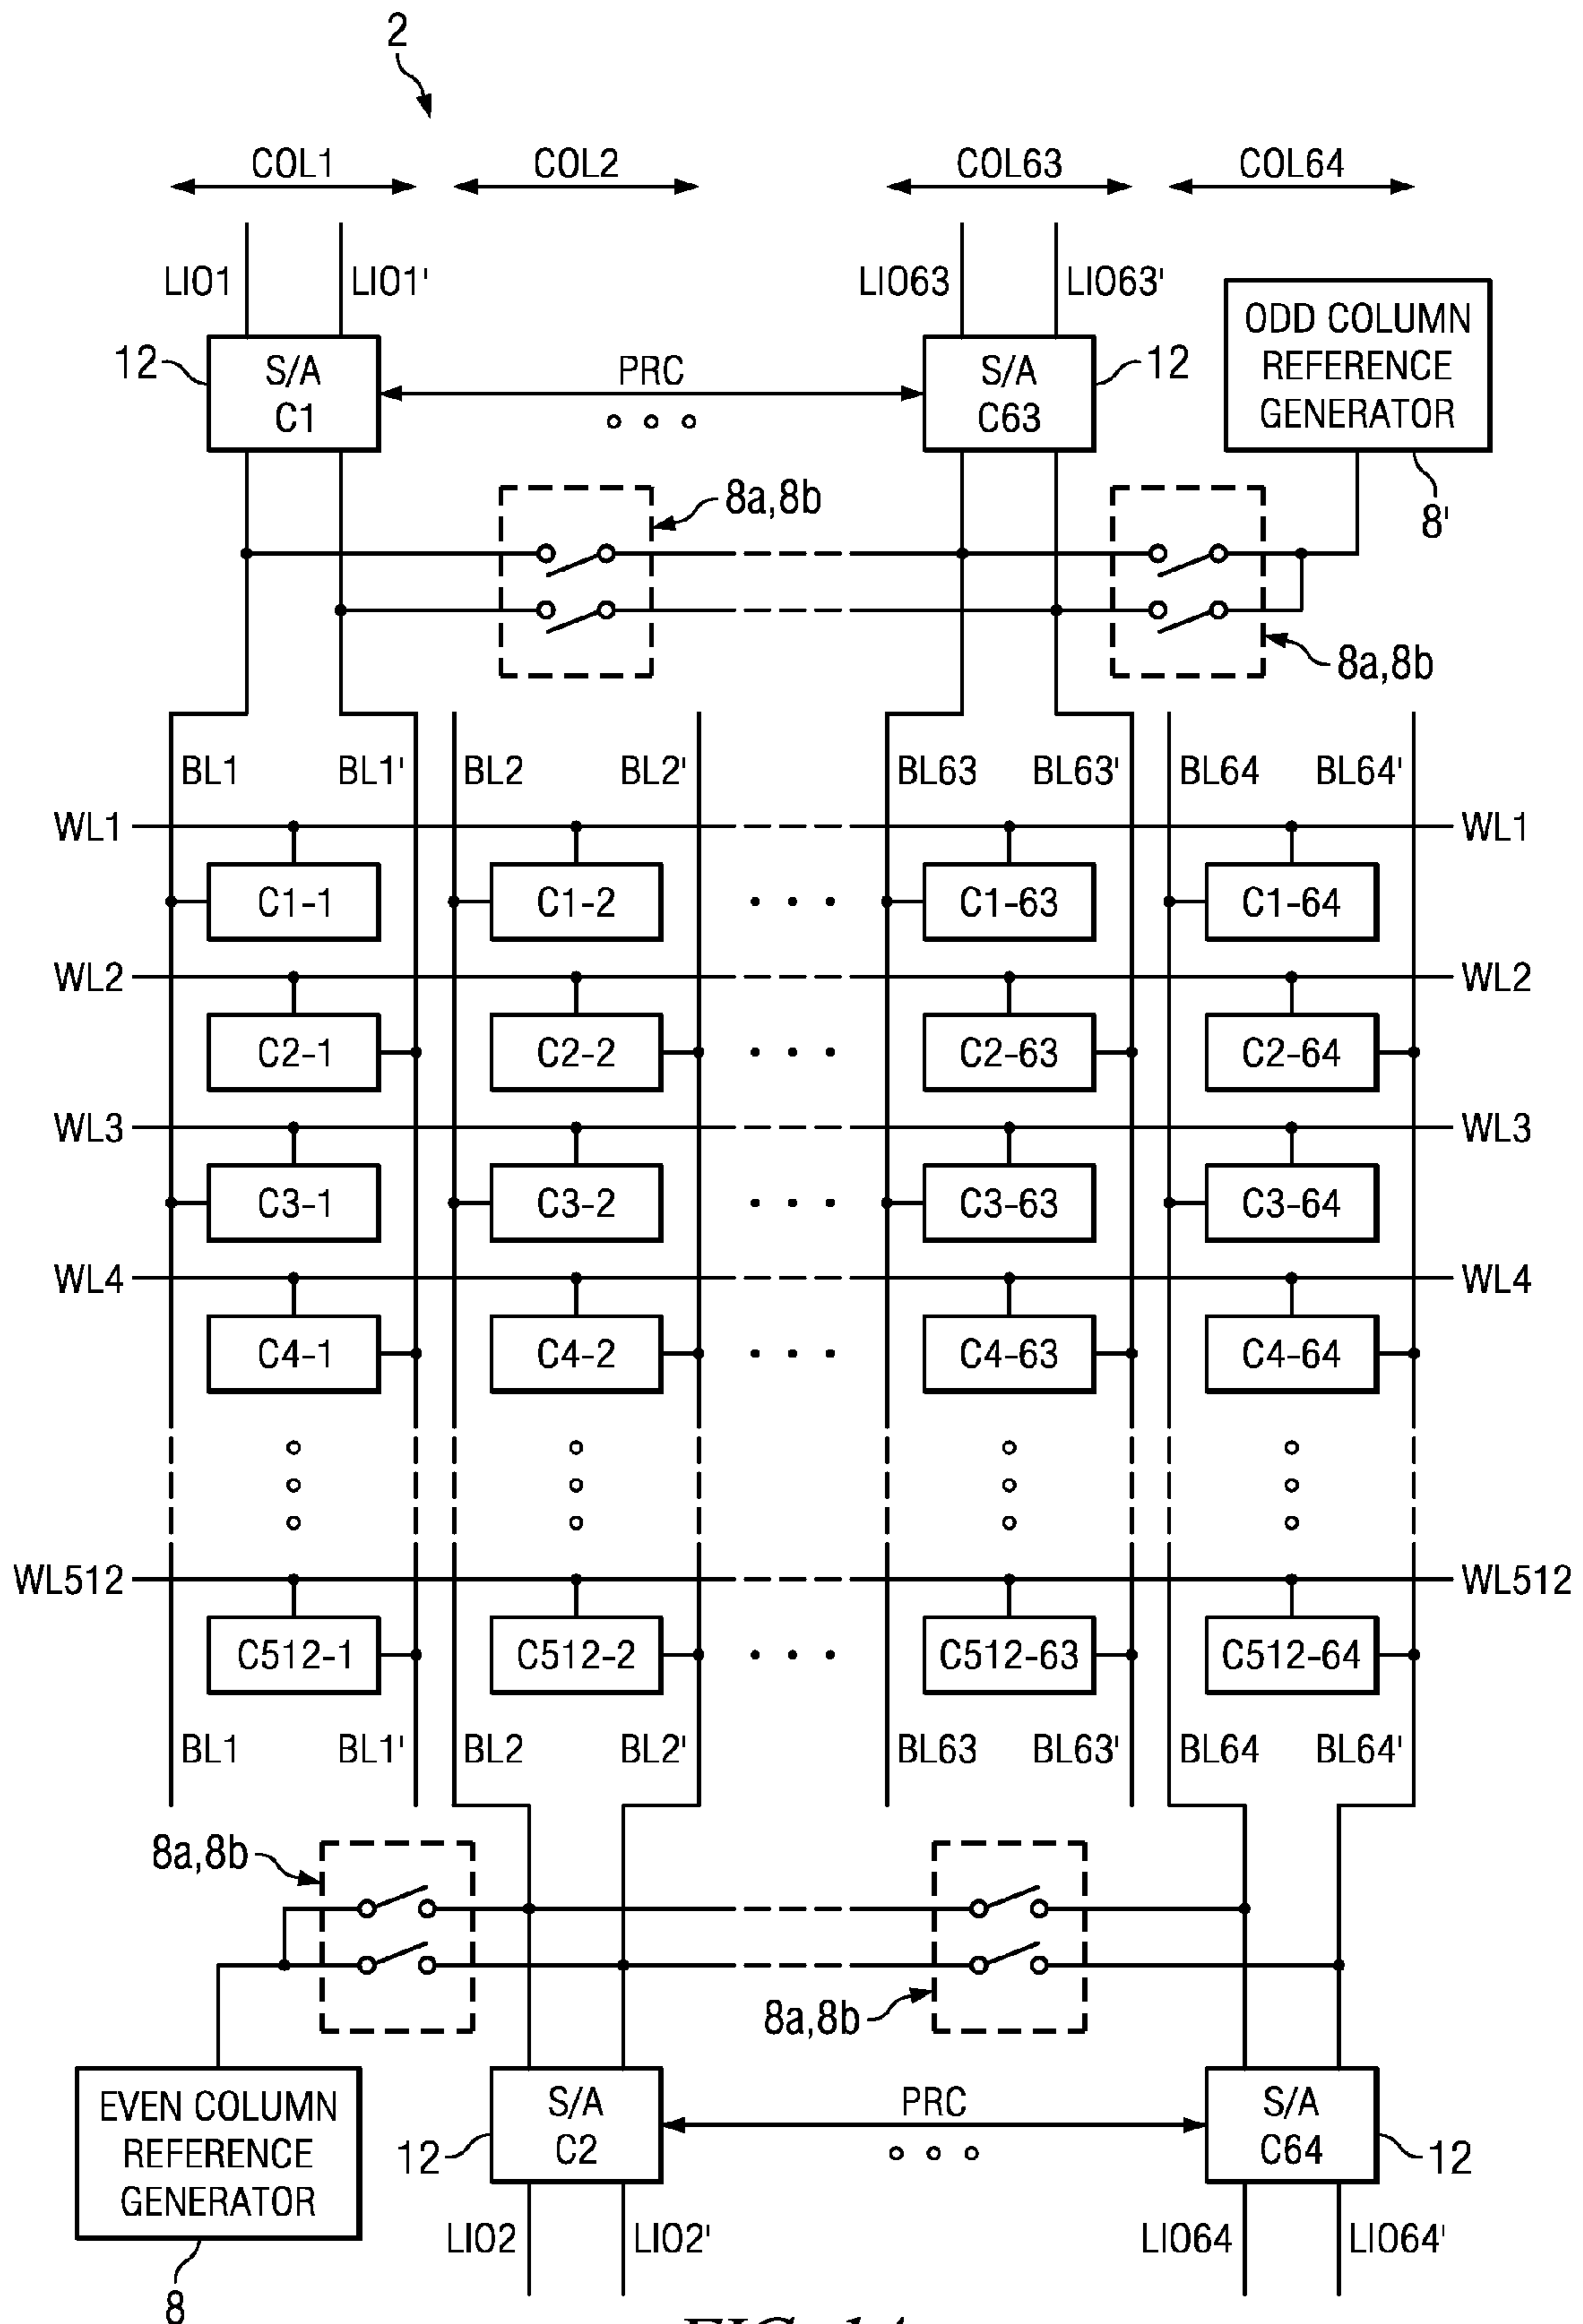 2
COL1 COL2 COL63 COL64
LIO1 LIO1' LIO63 LIO63'
ODD COLUMN
REFERENCE
GENERATOR
8'
12 S/A
C1
PRC
S/A
C63 12
8a,8b
8a,8b
BL1 BL1' BL2 BL2' BL63 BL63' BL64 BL64'
WL1 WL1
C1-1 C1-2 C1-63 C1-64
WL2 WL2
C2-1 C2-2 C2-63 C2-64
WL3 WL3
C3-1 C3-2 C3-63 C3-64
WL4 WL4
C4-1 C4-2 C4-63 C4-64
WL512 WL512
C512-1 C512-2 C512-63 C512-64
BL1 BL1' BL2 BL2' BL63 BL63' BL64 BL64'
8a,8b
8a,8b
EVEN COLUMN
REFERENCE
GENERATOR
8
12 S/A
C2
PRC
S/A
C64 12
LIO2 LIO2' LIO64 LIO64'